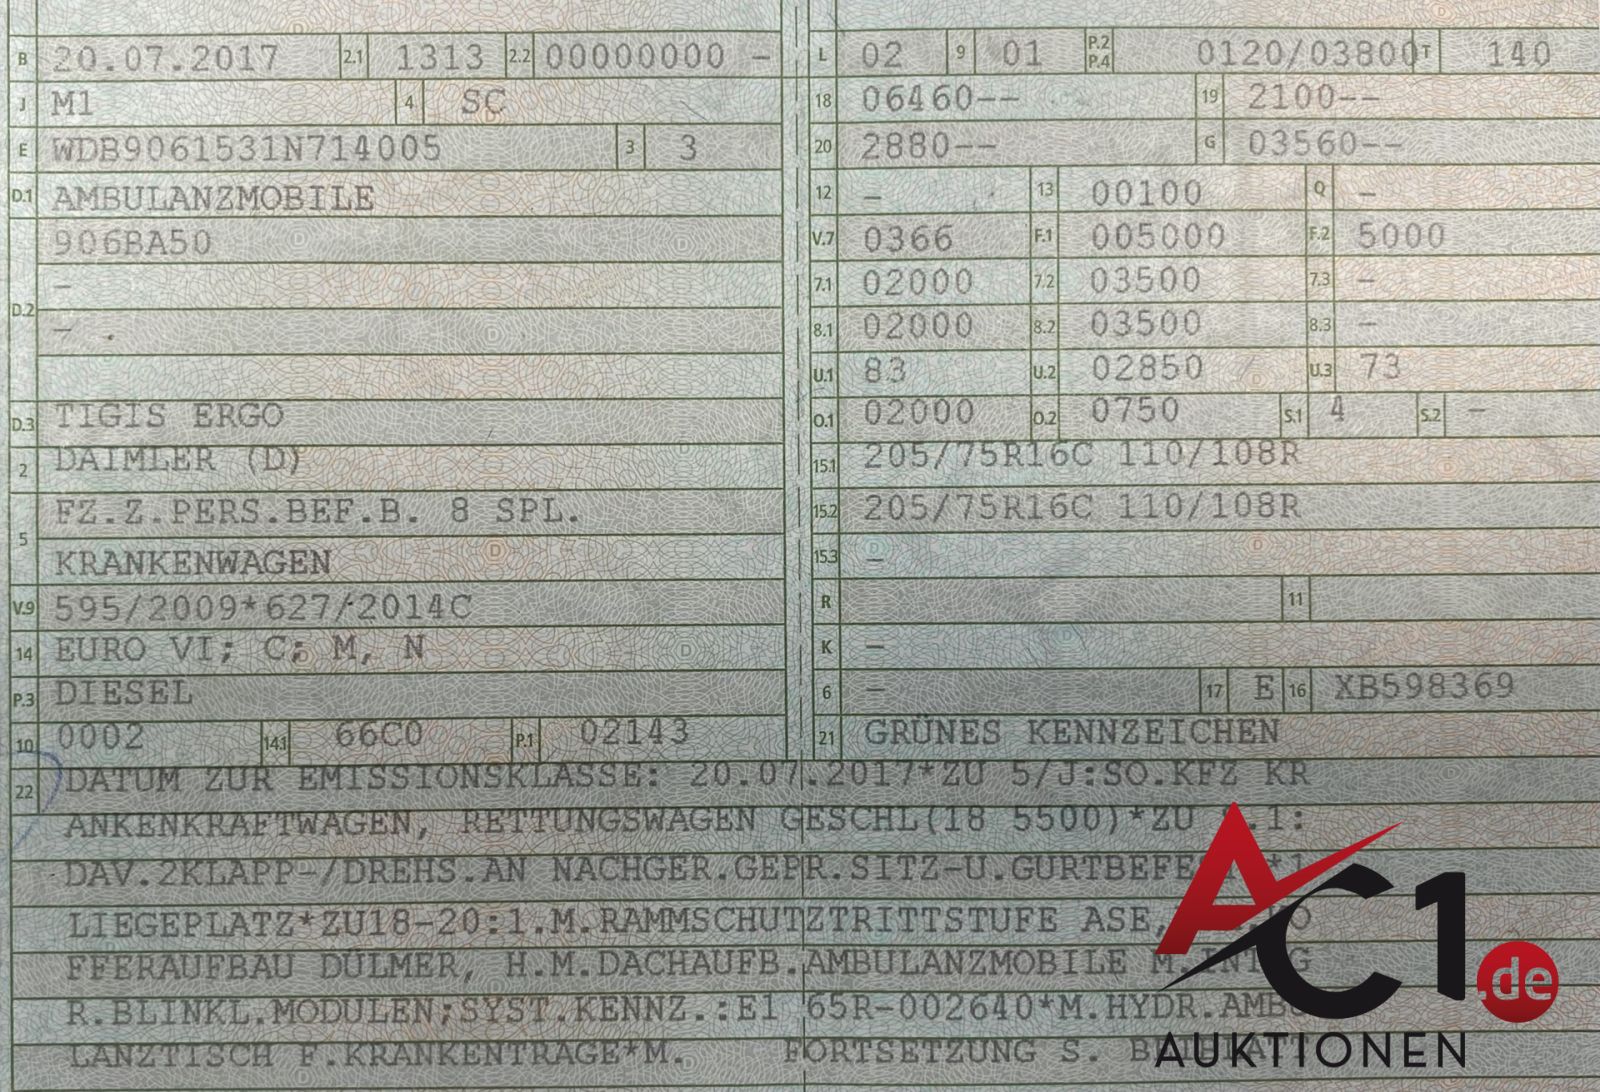 B 20.07.2017 2.1 1313 2.2 00000000 -
J M1 4 SC
E WDB9061531N714005 3 3
D.1 AMBULANZMOBILE
906BA50
D.2 -
-
D.3 TIGIS ERGO
2 DAIMLER (D)
FZ.Z.PERS.BEF.B. 8 SPL.
5 KRANKENWAGEN
V.9 595/2009*627/2014C
14 EURO VI; C; M, N
P.3 DIESEL
10 0002 14.1 66C0 P.1 02143
L 02 9 01 P.2 P.4 0120/03800 T 140
18 06460-- 19 2100--
20 2880-- G 03560--
12 - 13 00100 Q -
V.7 0366 F.1 005000 F.2 5000
7.1 02000 7.2 03500 7.3 -
8.1 02000 8.2 03500 8.3 -
U.1 83 U.2 02850 U.3 73
O.1 02000 O.2 0750 S.1 4 S.2 -
15.1 205/75R16C 110/108R
15.2 205/75R16C 110/108R
15.3 -
R 11
K -
6 - 17 E 16 XB598369
21 GRÜNES KENNZEICHEN
22 DATUM ZUR EMISSIONSKLASSE: 20.07.2017*ZU 5/J:SO.KFZ KR
ANKENKRAFTWAGEN, RETTUNGSWAGEN GESCHL(18 5500)*ZU .1:
DAV.2KLAPP-/DREHS.AN NACHGER.GEPR.SITZ-U.GURTBEFE *1
LIEGEPLATZ*ZU18-20:1.M.RAMMSCHUTZTRITTSTUFE ASE,
FFERAUFBAU DÜLMER, H.M.DACHAUFB.AMBULANZMOBILE
R.BLINKL.MODULEN;SYST.KENNZ.:E1 65R-002640*M.HYDR.AMB
LANZTISCH F.KRANKENTRAGE*M. FORTSETZUNG S.
AC1.de
AUKTIONEN